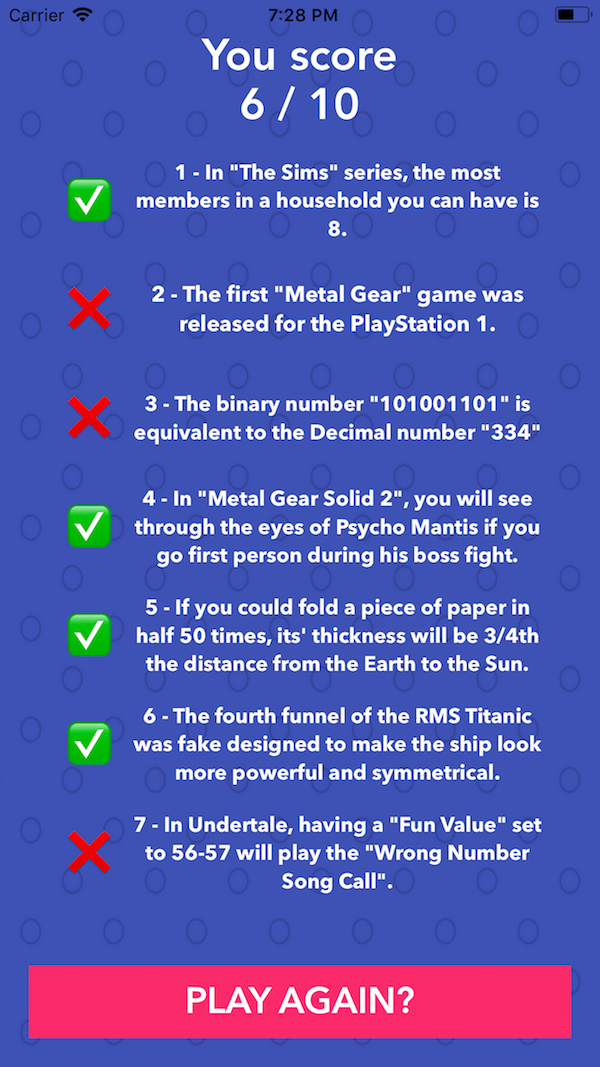 Carrier
7:28 PM
You score
6 / 10
1 - In "The Sims" series, the most
members in a household you can have is
8.
2 - The first "Metal Gear" game was
released for the PlayStation 1.
3 - The binary number "101001101" is
equivalent to the Decimal number "334"
4 - In "Metal Gear Solid 2", you will see
through the eyes of Psycho Mantis if you
go first person during his boss fight.
5 - If you could fold a piece of paper in
half 50 times, its' thickness will be 3/4th
the distance from the Earth to the Sun.
6 - The fourth funnel of the RMS Titanic
was fake designed to make the ship look
more powerful and symmetrical.
7 - In Undertale, having a "Fun Value" set
to 56-57 will play the "Wrong Number
Song Call".
PLAY AGAIN?